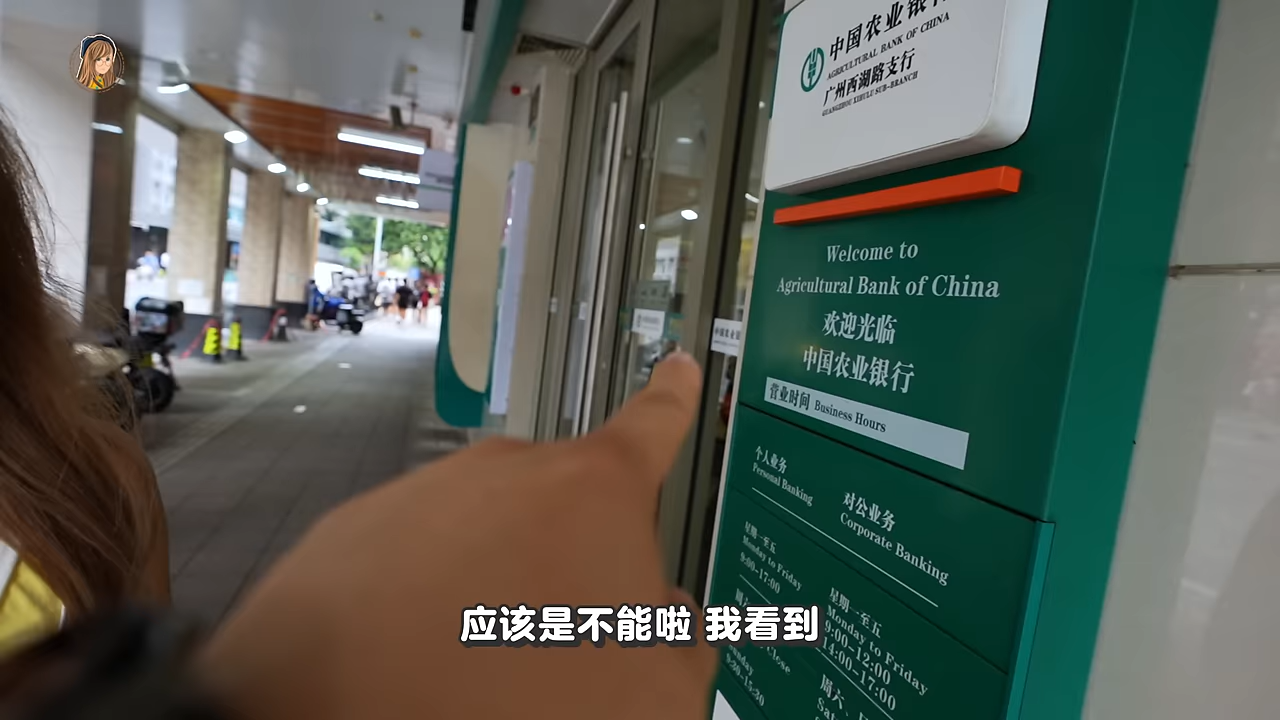 中国农业银行
AGRICULTURAL BANK OF CHINA
广州西湖路支行
GUANGZHOU XIHULU SUB-BRANCH
Welcome to
Agricultural Bank of China
欢迎光临
中国农业银行
营业时间 Business Hours
个人业务
Personal Banking
对公业务
Corporate Banking
星期一至五
Monday to Friday
9:00-17:00
星期一至五
Monday to Friday
9:00-12:00
14:00-17:00
周六、
应该是不能啦 我看到